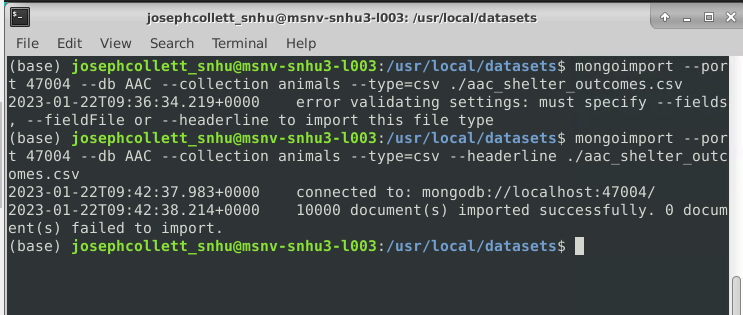 josephcollett_snhu@msnv-snhu3-l003: /usr/local/datasets
File Edit View Search Terminal Help
(base) josephcollett_snhu@msnv-snhu3-l003:/usr/local/datasets$ mongoimport --por
t 47004 --db AAC --collection animals --type=csv ./aac_shelter_outcomes.csv
2023-01-22T09:36:34.219+0000    error validating settings: must specify --fields
, --fieldFile or --headerline to import this file type
(base) josephcollett_snhu@msnv-snhu3-l003:/usr/local/datasets$ mongoimport --por
t 47004 --db AAC --collection animals --type=csv --headerline ./aac_shelter_outc
omes.csv
2023-01-22T09:42:37.983+0000    connected to: mongodb://localhost:47004/
2023-01-22T09:42:38.214+0000    10000 document(s) imported successfully. 0 docum
ent(s) failed to import.
(base) josephcollett_snhu@msnv-snhu3-l003:/usr/local/datasets$